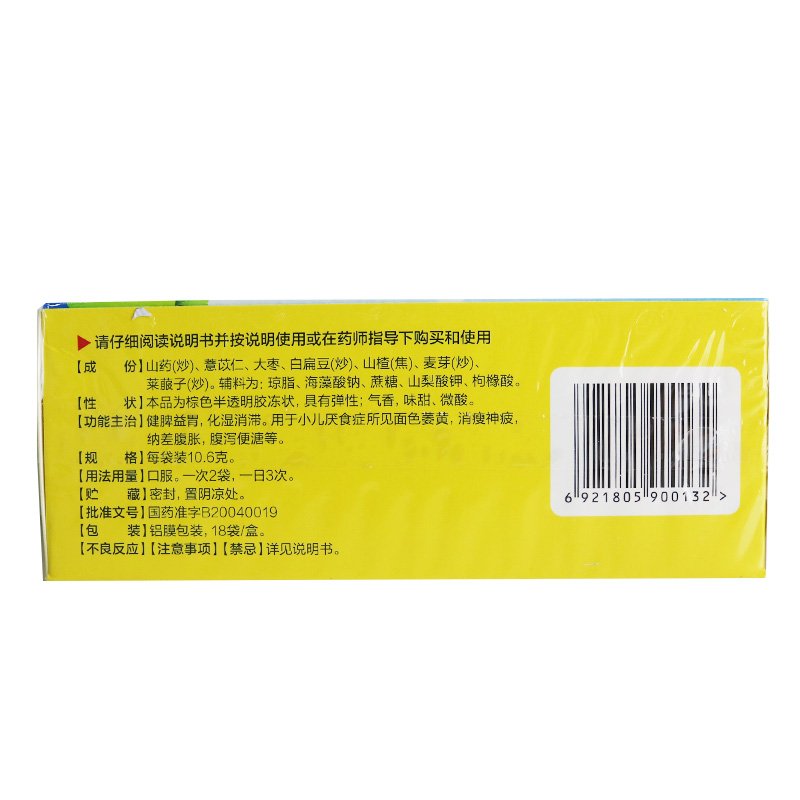 ▶请仔细阅读说明书并按说明使用或在药师指导下购买和使用
【成　份】山药(炒)、薏苡仁、大枣、白扁豆(炒)、山楂(焦)、麦芽(炒)、
莱菔子(炒)。辅料为：琼脂、海藻酸钠、蔗糖、山梨酸钾、枸橼酸。
【性　状】本品为棕色半透明胶冻状，具有弹性；气香，味甜、微酸。
【功能主治】健脾益胃，化湿消滞。用于小儿厌食症所见面色萎黄，消瘦神疲，
纳差腹胀，腹泻便溏等。
【规　格】每袋装10.6克。
【用法用量】口服。一次2袋，一日3次。
【贮　藏】密封，置阴凉处。
【批准文号】国药准字B20040019
【包　装】铝膜包装，18袋/盒。
【不良反应】【注意事项】【禁忌】详见说明书。
6 921805 900132 >